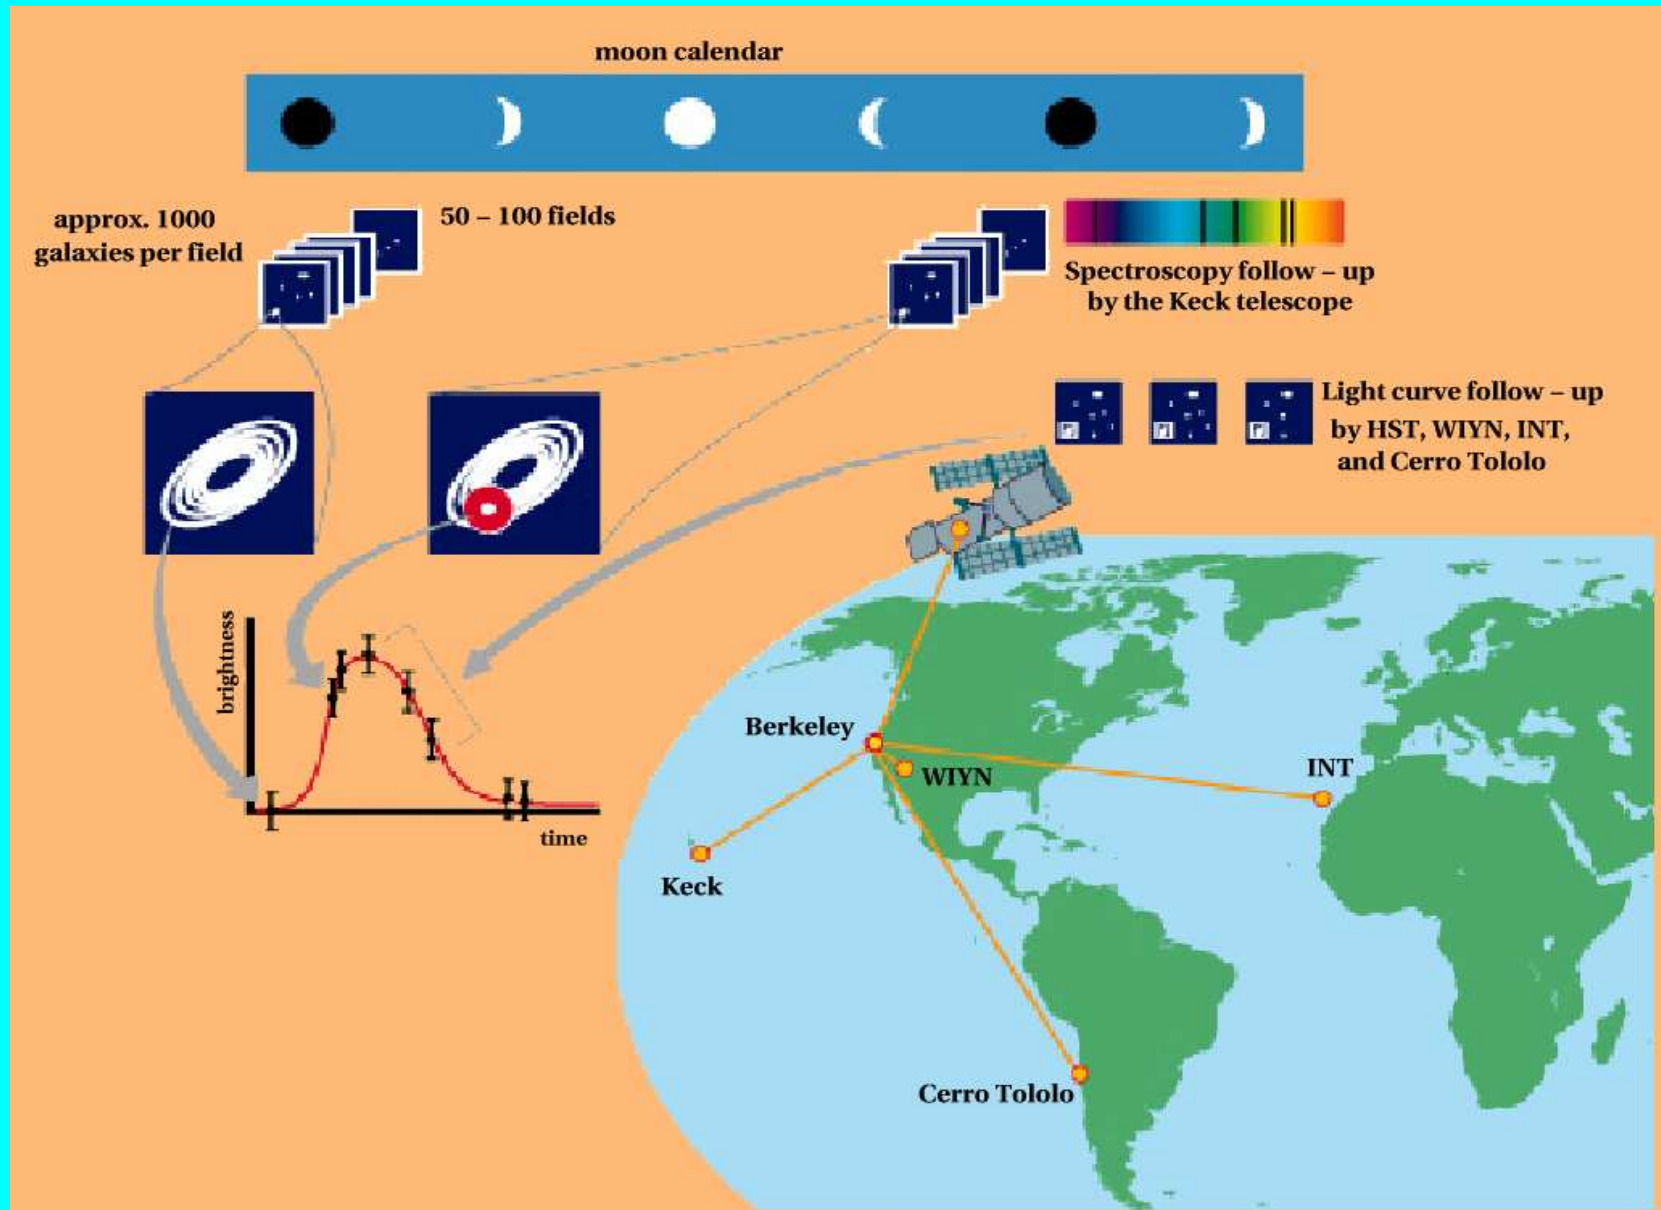 moon calendar
approx. 1000
galaxies per field
50 – 100 fields
Spectroscopy follow – up
by the Keck telescope
Light curve follow – up
by HST, WIYN, INT,
and Cerro Tololo
brightness
time
Berkeley
WIYN
INT
Keck
Cerro Tololo